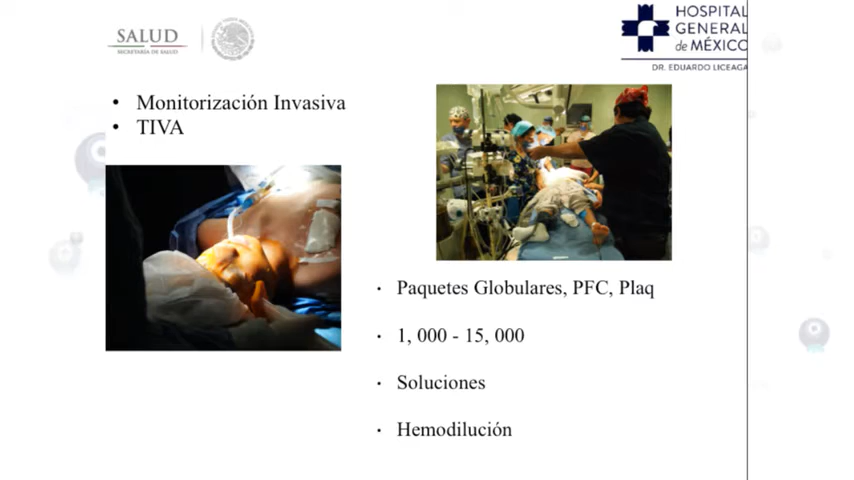 SALUD
SECRETARÍA DE SALUD
HOSPITAL
GENERAL
de MÉXICO
DR. EDUARDO LICEAGA
• Monitorización Invasiva
• TIVA
• Paquetes Globulares, PFC, Plaq
• 1, 000 - 15, 000
• Soluciones
• Hemodilución